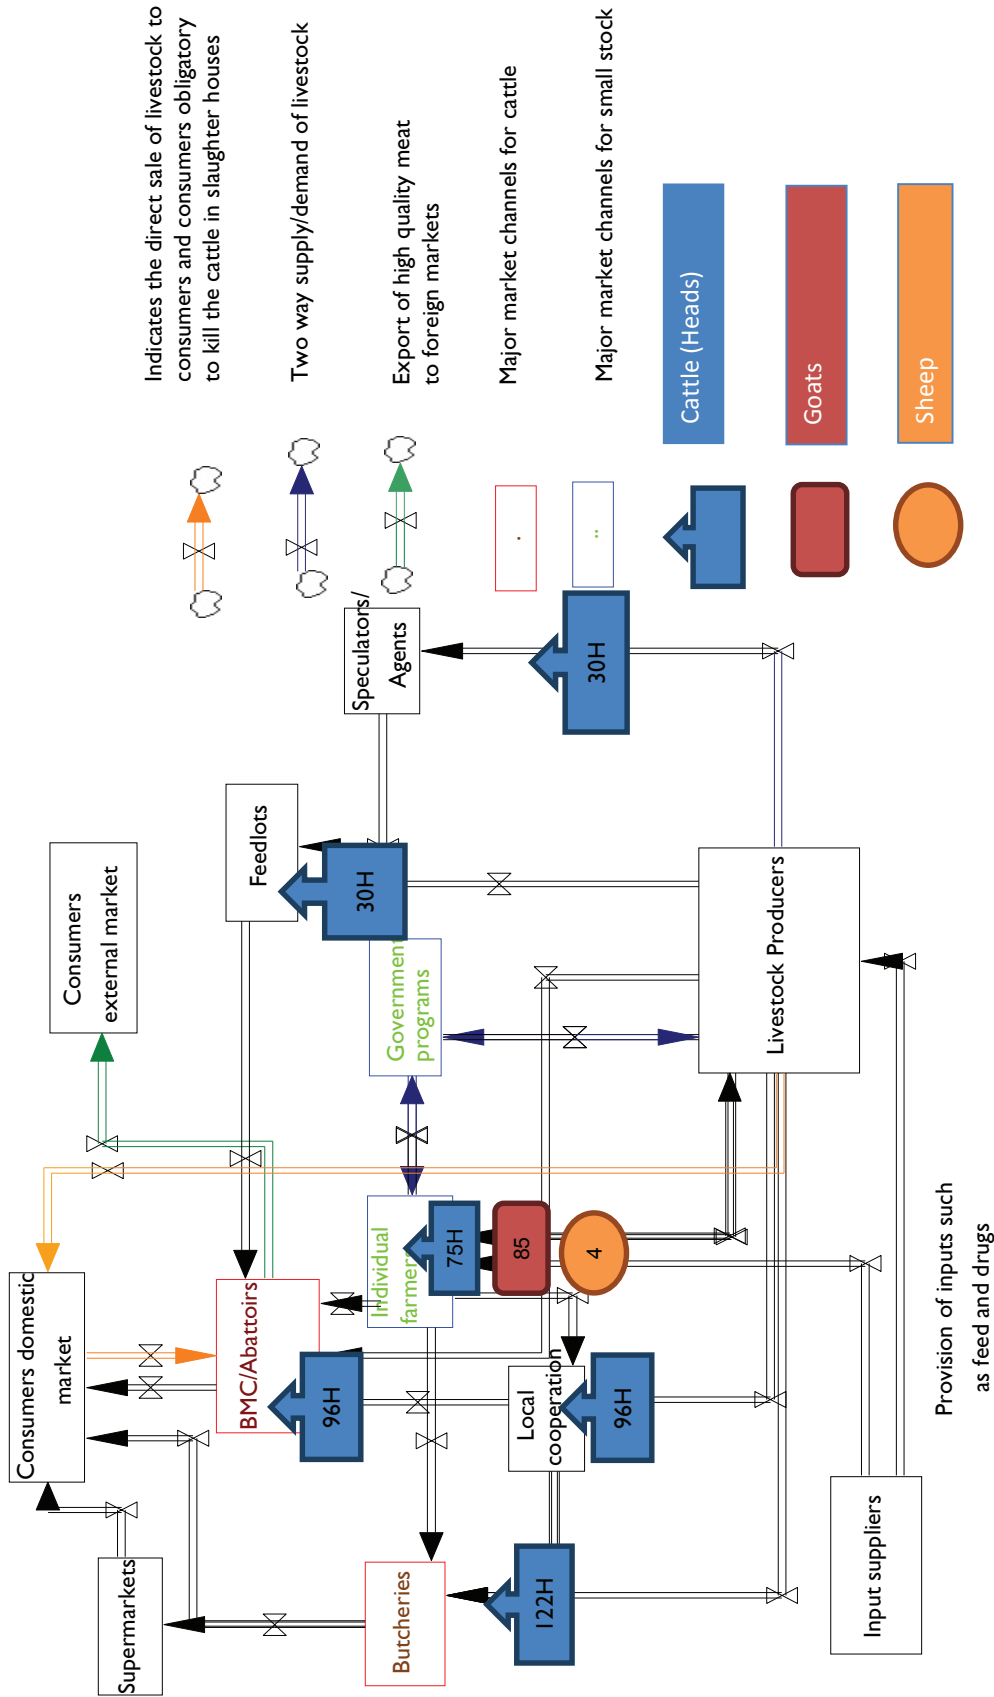 Supermarkets
Consumers domestic
market
Consumers
external market
Butcheries
BMC/Abattoirs
Feedlots
Individual
farmers
Government
programs
Speculators/
Agents
Local
cooperation
Livestock Producers
Input suppliers
122H
96H
96H
75H
85
4
30H
30H
Provision of inputs such
as feed and drugs
Indicates the direct sale of livestock to
consumers and consumers obligatory
to kill the cattle in slaughter houses
Two way supply/demand of livestock
Export of high quality meat
to foreign markets
.
Major market channels for cattle
..
Major market channels for small stock
Cattle (Heads)
Goats
Sheep